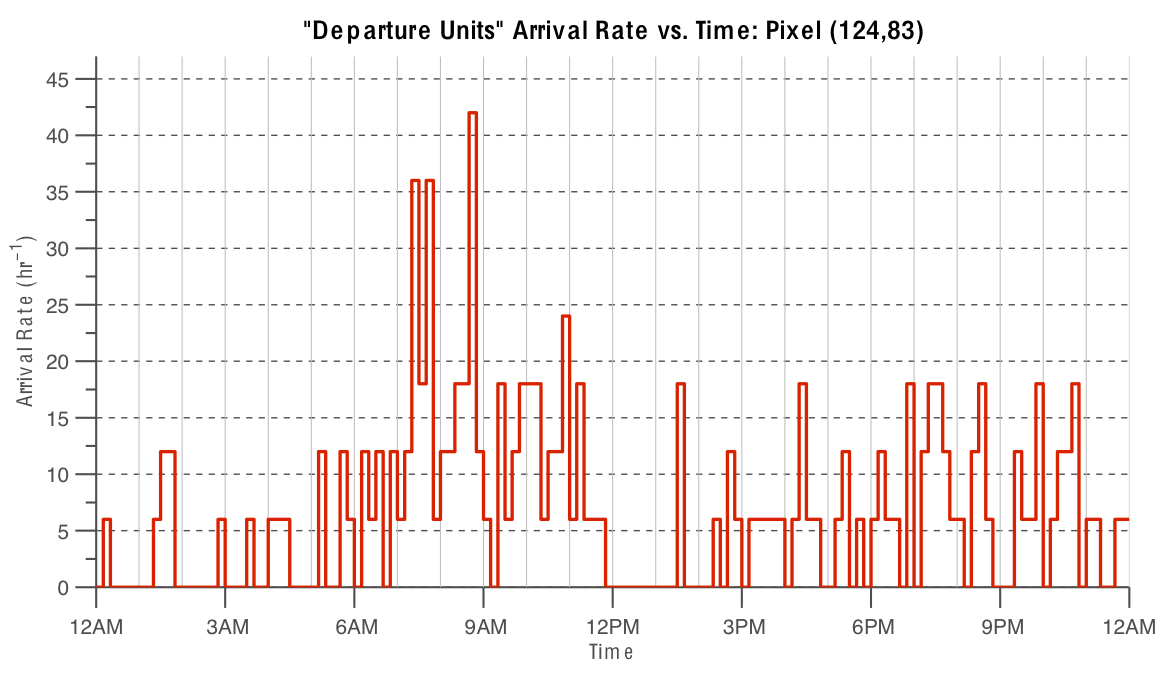 "Departure Units" Arrival Rate vs. Time: Pixel (124,83)
Arrival Rate (hr⁻¹)
45
40
35
30
25
20
15
10
5
0
12AM 3AM 6AM 9AM 12PM 3PM 6PM 9PM 12AM
Time